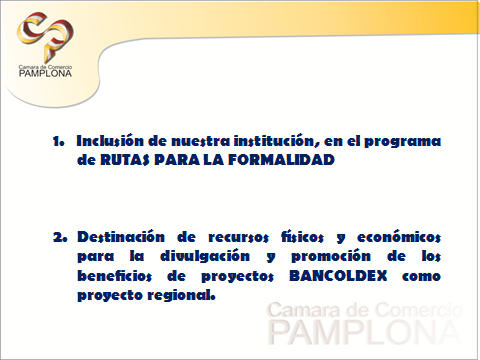 Camara de Comercio
PAMPLONA
1. Inclusión de nuestra institución, en el programa
de RUTAS PARA LA FORMALIDAD
2. Destinación de recursos físicos y económicos
para la divulgación y promoción de los
beneficios de proyectos BANCOLDEX como
proyecto regional.
Camara de Comercio
PAMPLONA